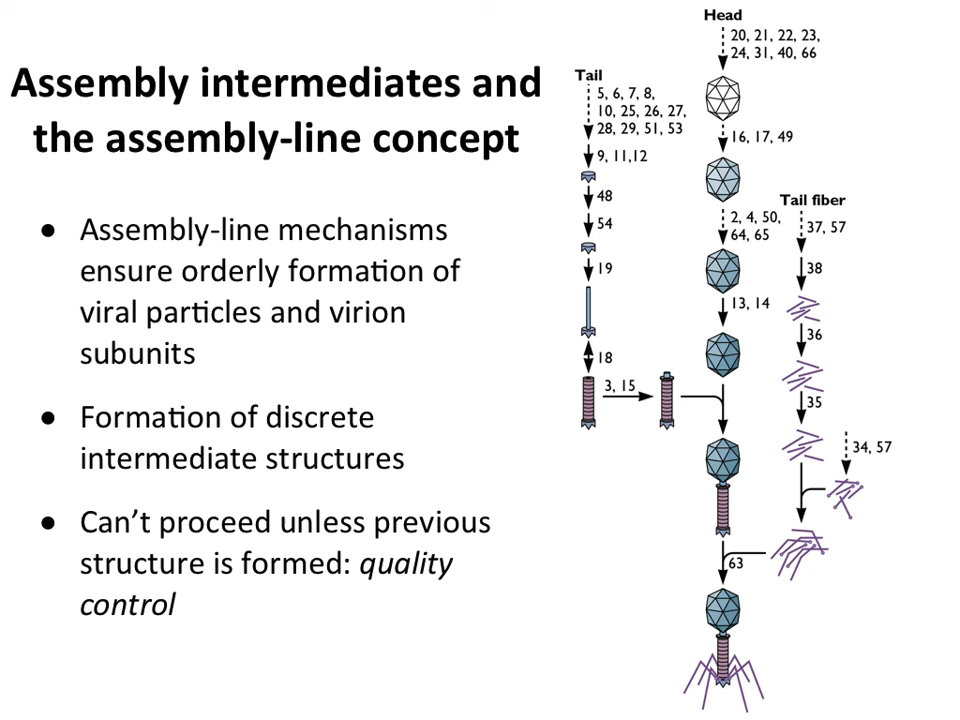 Assembly intermediates and
the assembly-line concept
● Assembly-line mechanisms
ensure orderly formation of
viral particles and virion
subunits
● Formation of discrete
intermediate structures
● Can’t proceed unless previous
structure is formed: quality
control
Head
20, 21, 22, 23,
24, 31, 40, 66
16, 17, 49
2, 4, 50,
64, 65
13, 14
Tail
5, 6, 7, 8,
10, 25, 26, 27,
28, 29, 51, 53
9, 11,12
48
54
19
18
3, 15
Tail fiber
37, 57
38
36
35
34, 57
63